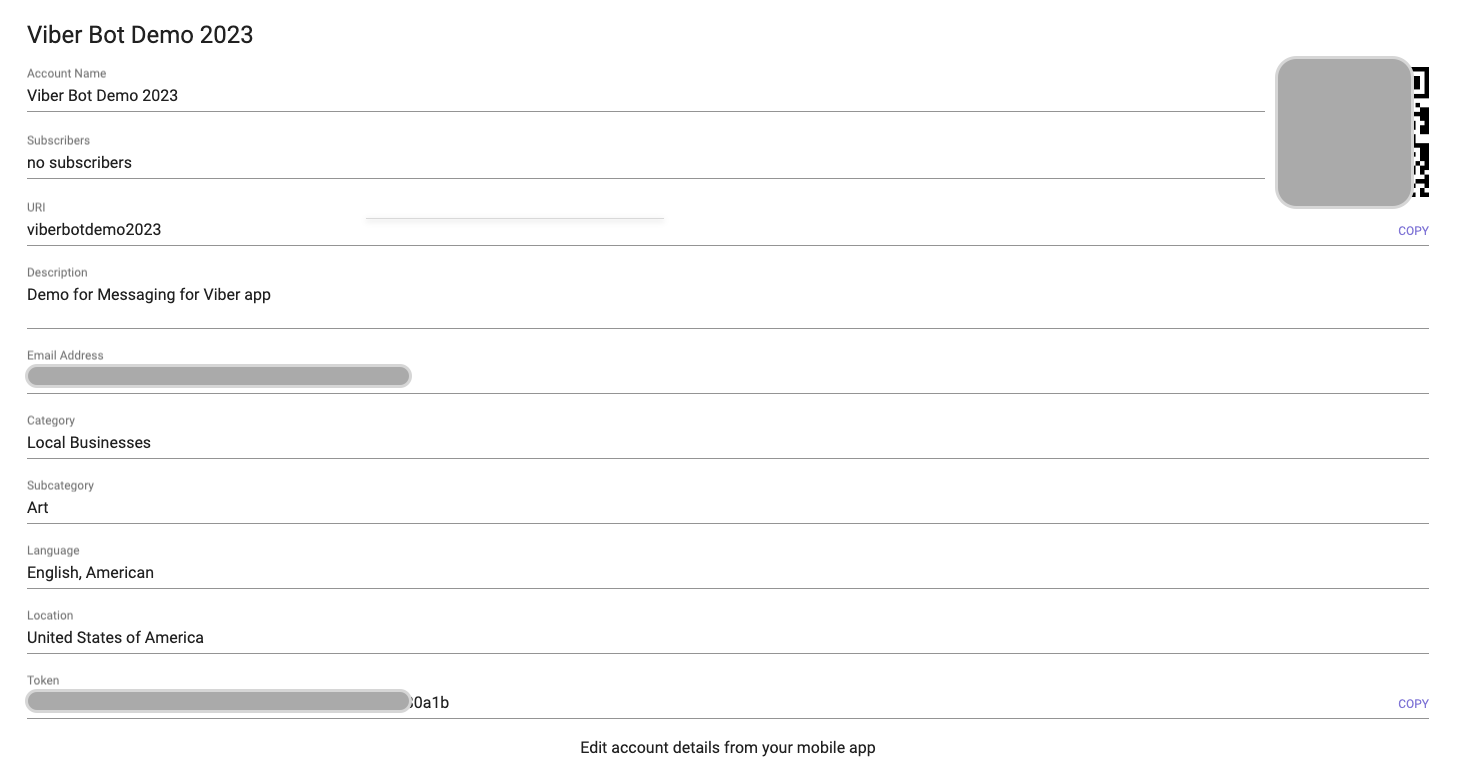 Viber Bot Demo 2023
Account Name
Viber Bot Demo 2023
Subscribers
no subscribers
URI
viberbotdemo2023
COPY
Description
Demo for Messaging for Viber app
Email Address
Category
Local Businesses
Subcategory
Art
Language
English, American
Location
United States of America
Token
0a1b
COPY
Edit account details from your mobile app